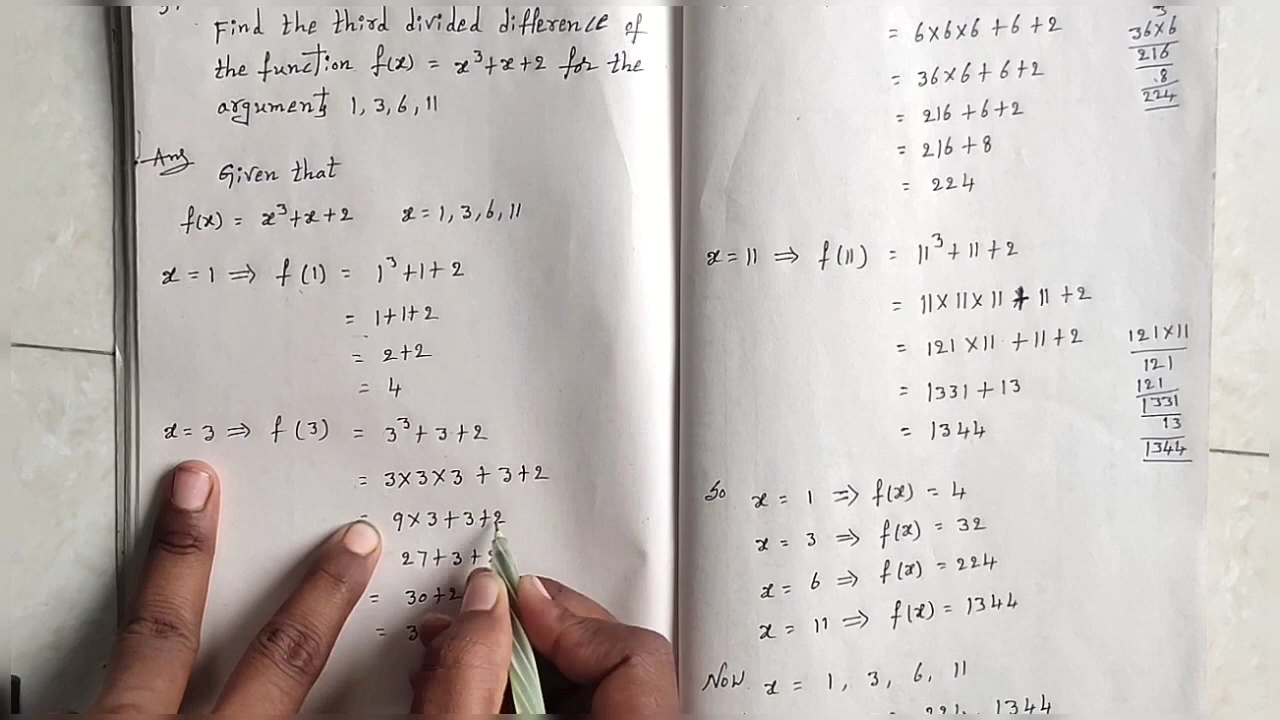 Find the third divided difference of
the function f(x) = x³+x+2 for the
arguments 1, 3, 6, 11
Ans
Given that
f(x) = x³+x+2 x = 1, 3, 6, 11
x = 1 ⇒ f(1) = 1³+1+2
= 1+1+2
= 2+2
= 4
x = 3 ⇒ f(3) = 3³+3+2
= 3×3×3 +3+2
= 9×3+3+2
27+3+
= 30+2
= 3
= 6×6×6 +6+2
= 36×6+6+2
= 216+6+2
= 216+8
= 224
3
36×6
216
8
224
x = 11 ⇒ f(11) = 11³+11+2
= 11×11×11 + 11 +2
= 121×11 +11+2
= 1331+13
= 1344
121×11
121
121
1331
13
1344
So x = 1 ⇒ f(x) = 4
x = 3 ⇒ f(x) = 32
x = 6 ⇒ f(x) = 224
x = 11 ⇒ f(x) = 1344
Now x = 1, 3, 6, 11
1344